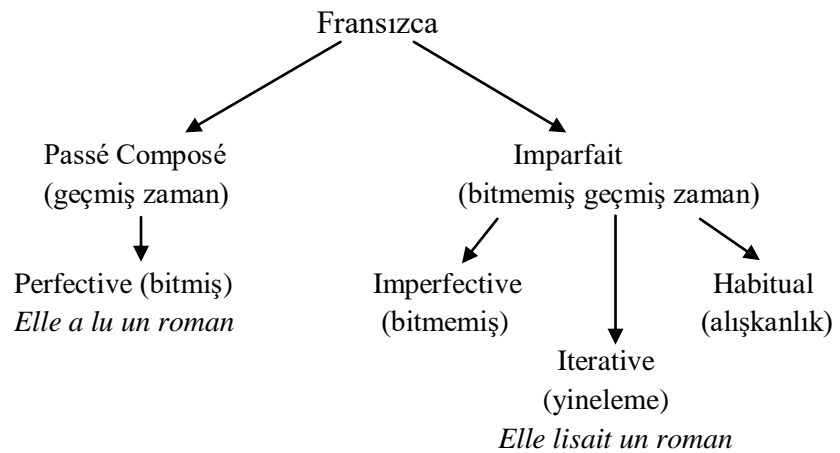 Fransızca
Passé Composé
(geçmiş zaman)
Imparfait
(bitmemiş geçmiş zaman)
Perfective (bitmiş)
Elle a lu un roman
Imperfective
(bitmemiş)
Habitual
(alışkanlık)
Iterative
(yineleme)
Elle lisait un roman